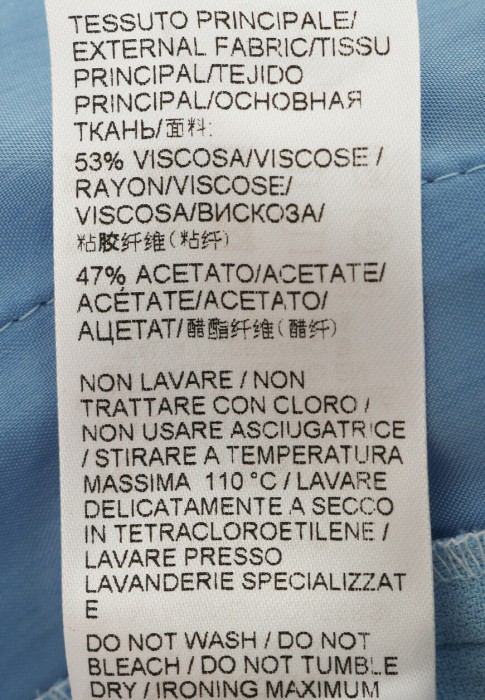 TESSUTO PRINCIPALE/
EXTERNAL FABRIC/TISSU
PRINCIPAL/TEJIDO
PRINCIPAL/ОСНОВНАЯ
ТКАНЬ/面料:
53% VISCOSA/VISCOSE /
RAYON/VISCOSE/
VISCOSA/ВИСКОЗА/
粘胶纤维(粘纤)
47% ACETATO/ACETATE/
ACÉTATE/ACETATO/
АЦЕТАТ/醋酯纤维(醋纤)
NON LAVARE / NON
TRATTARE CON CLORO /
NON USARE ASCIUGATRICE
/ STIRARE A TEMPERATURA
MASSIMA 110 °C / LAVARE
DELICATAMENTE A SECCO
IN TETRACLOROETILENE /
LAVARE PRESSO
LAVANDERIE SPECIALIZZAT
E
DO NOT WASH / DO NOT
BLEACH / DO NOT TUMBLE
DRY / IRONING MAXIMUM